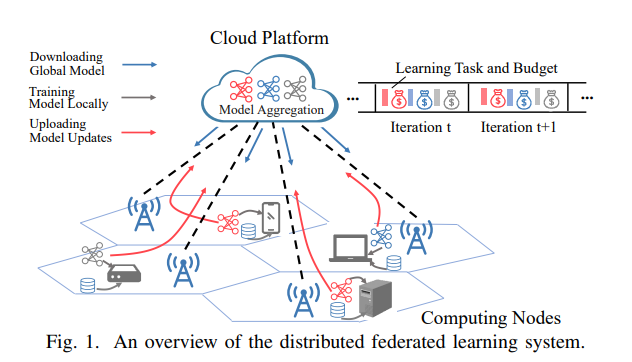 Cloud Platform
Downloading
Global Model
Training
Model Locally
Uploading
Model Updates
Model Aggregation
Learning Task and Budget
...
...
$ $ $ $ $ $
Iteration t
Iteration t+1
Computing Nodes
Fig. 1. An overview of the distributed federated learning system.